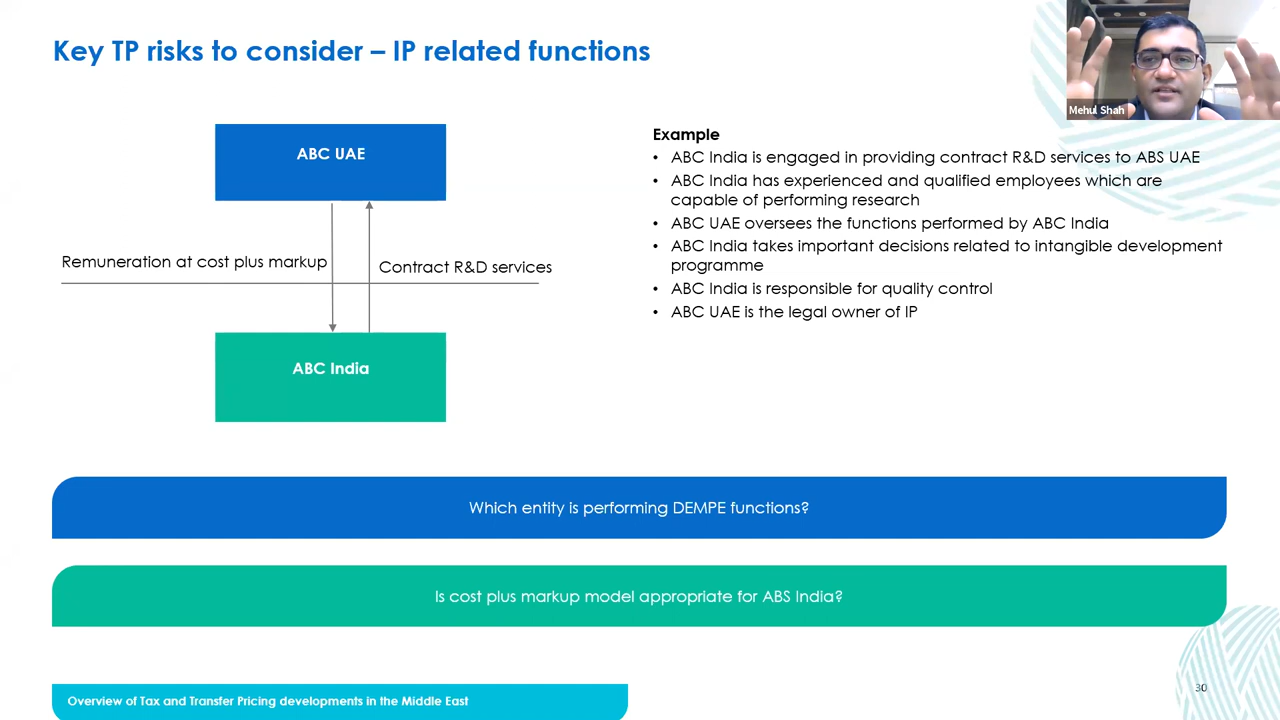 Key TP risks to consider – IP related functions
Mehul Shah
ABC UAE
Remuneration at cost plus markup
Contract R&D services
ABC India
Example
• ABC India is engaged in providing contract R&D services to ABS UAE
• ABC India has experienced and qualified employees which are
capable of performing research
• ABC UAE oversees the functions performed by ABC India
• ABC India takes important decisions related to intangible development
programme
• ABC India is responsible for quality control
• ABC UAE is the legal owner of IP
Which entity is performing DEMPE functions?
Is cost plus markup model appropriate for ABS India?
Overview of Tax and Transfer Pricing developments in the Middle East
30